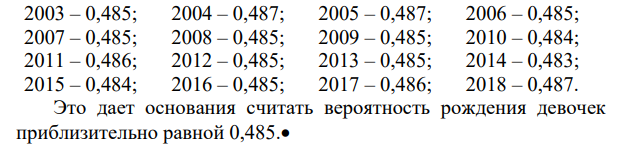 2003 – 0,485; 2004 – 0,487; 2005 – 0,487; 2006 – 0,485;
2007 – 0,485; 2008 – 0,485; 2009 – 0,485; 2010 – 0,484;
2011 – 0,486; 2012 – 0,485; 2013 – 0,485; 2014 – 0,483;
2015 – 0,484; 2016 – 0,485; 2017 – 0,486; 2018 – 0,487.
Это дает основания считать вероятность рождения девочек
приблизительно равной 0,485.•